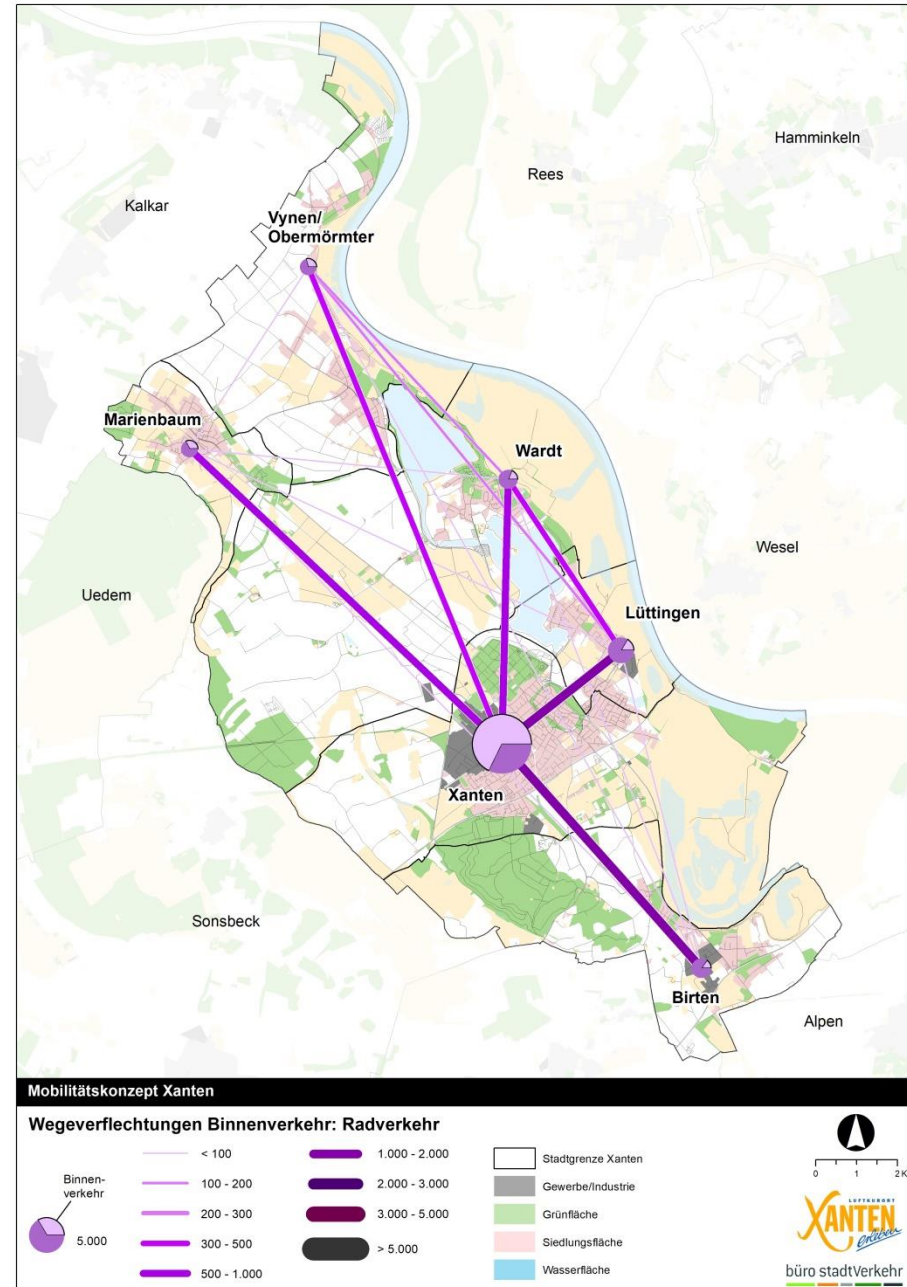 Hamminkeln
Rees
Kalkar
Vynen/
Obermörmter
Marienbaum
Wardt
Wesel
Uedem
Lüttingen
Xanten
Sonsbeck
Birten
Alpen
Mobilitätskonzept Xanten
Wegeverflechtungen Binnenverkehr: Radverkehr
Binnen-
verkehr
5.000
< 100
100 - 200
200 - 300
300 - 500
500 - 1.000
1.000 - 2.000
2.000 - 3.000
3.000 - 5.000
> 5.000
Stadtgrenze Xanten
Gewerbe/Industrie
Grünfläche
Siedlungsfläche
Wasserfläche
0 1 2 K
LUFTKURORT
XANTEN
Erleben
büro stadtVerkehr